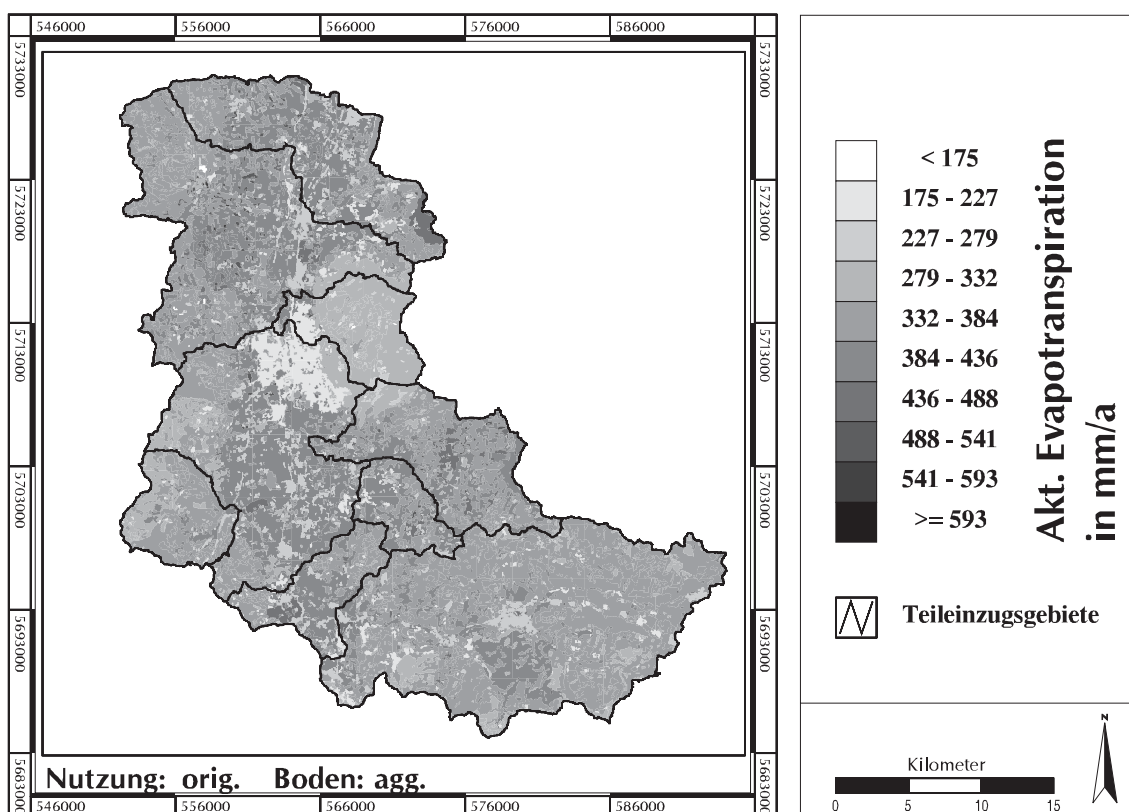 546000 556000 566000 576000 586000
5733000 5733000
5723000 5723000
5713000 5713000
5703000 5703000
5693000 5693000
5683000 5683000
Nutzung: orig. Boden: agg.
546000 556000 566000 576000 586000
< 175
175 - 227
227 - 279
279 - 332
332 - 384
384 - 436
436 - 488
488 - 541
541 - 593
>= 593
Akt. Evapotranspiration
in mm/a
Teileinzugsgebiete
Kilometer
0 5 10 15
N